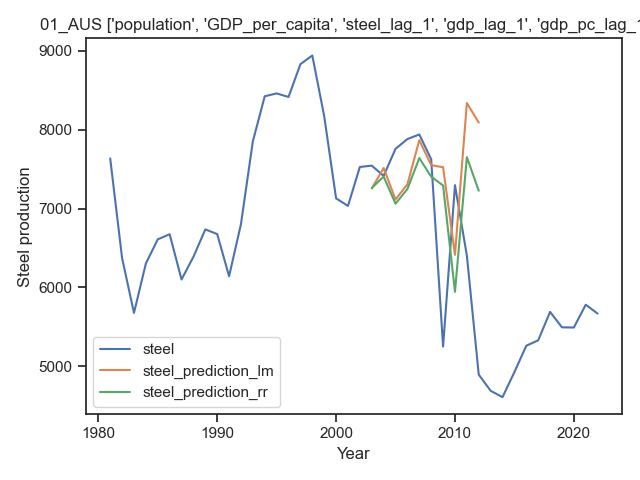 01_AUS ['population', 'GDP_per_capita', 'steel_lag_1', 'gdp_lag_1', 'gdp_pc_lag_1
9000
8000
7000
6000
5000
Steel production
steel
steel_prediction_lm
steel_prediction_rr
1980 1990 2000 2010 2020
Year